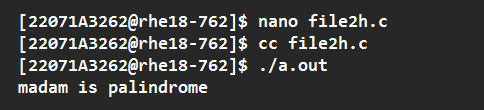 [22071A3262@rhe18-762]$ nano file2h.c
[22071A3262@rhe18-762]$ cc file2h.c
[22071A3262@rhe18-762]$ ./a.out
madam is palindrome